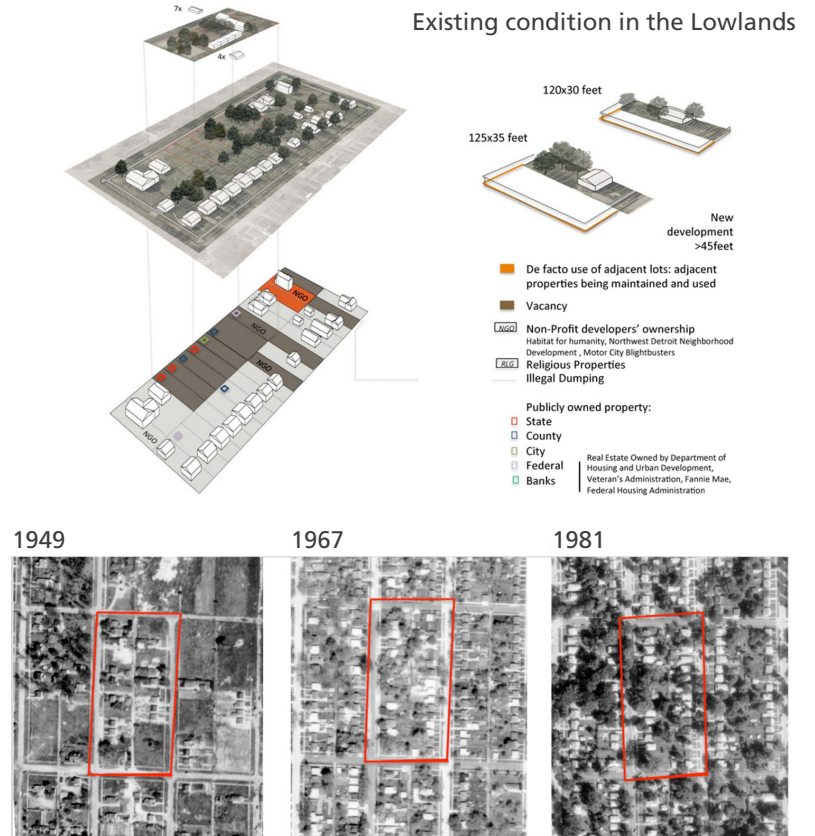 Existing condition in the Lowlands
7x
4x
120x30 feet
125x35 feet
New
development
>45feet
De facto use of adjacent lots: adjacent
properties being maintained and used
Vacancy
NGO Non-Profit developers' ownership
Habitat for humanity, Northwest Detroit Neighborhood
Development , Motor City Blightbusters
RLG Religious Properties
Illegal Dumping
Publicly owned property:
State
County
City
Federal
Banks
Real Estate Owned by Department of
Housing and Urban Development,
Veteran's Administration, Fannie Mae,
Federal Housing Administration
NGO
NGO
NGO
NGO
1949
1967
1981